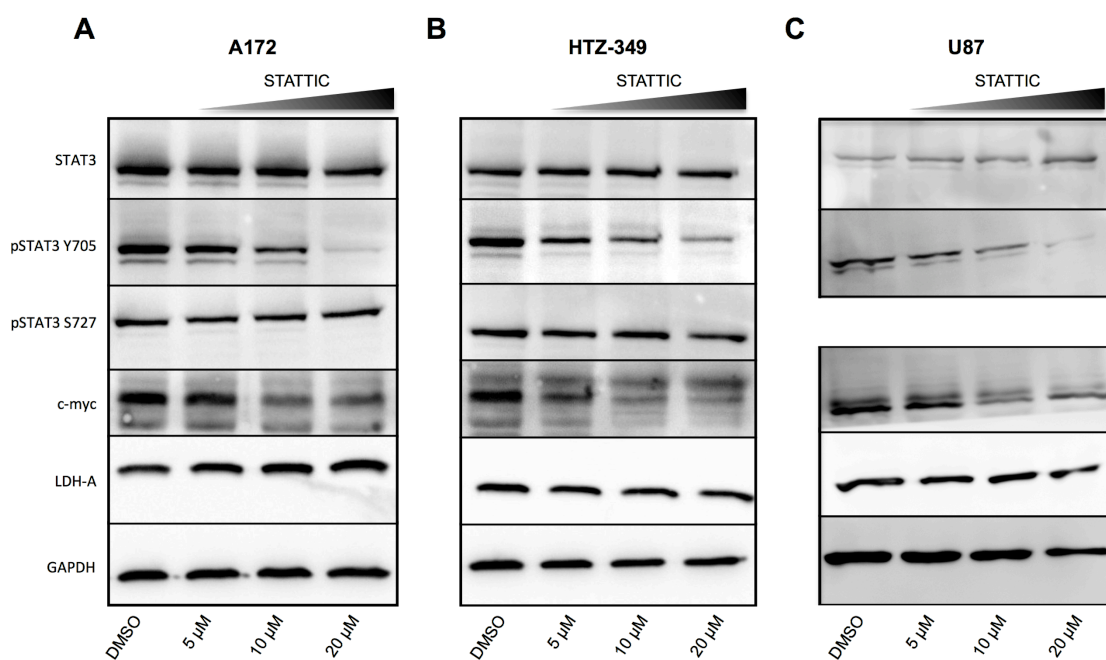 A
B
C
A172
HTZ-349
U87
STATTIC
STATTIC
STATTIC
STAT3
pSTAT3 Y705
pSTAT3 S727
c-myc
LDH-A
GAPDH
DMSO
5 µM
10 µM
20 µM
DMSO
5 µM
10 µM
20 µM
DMSO
5 µM
10 µM
20 µM